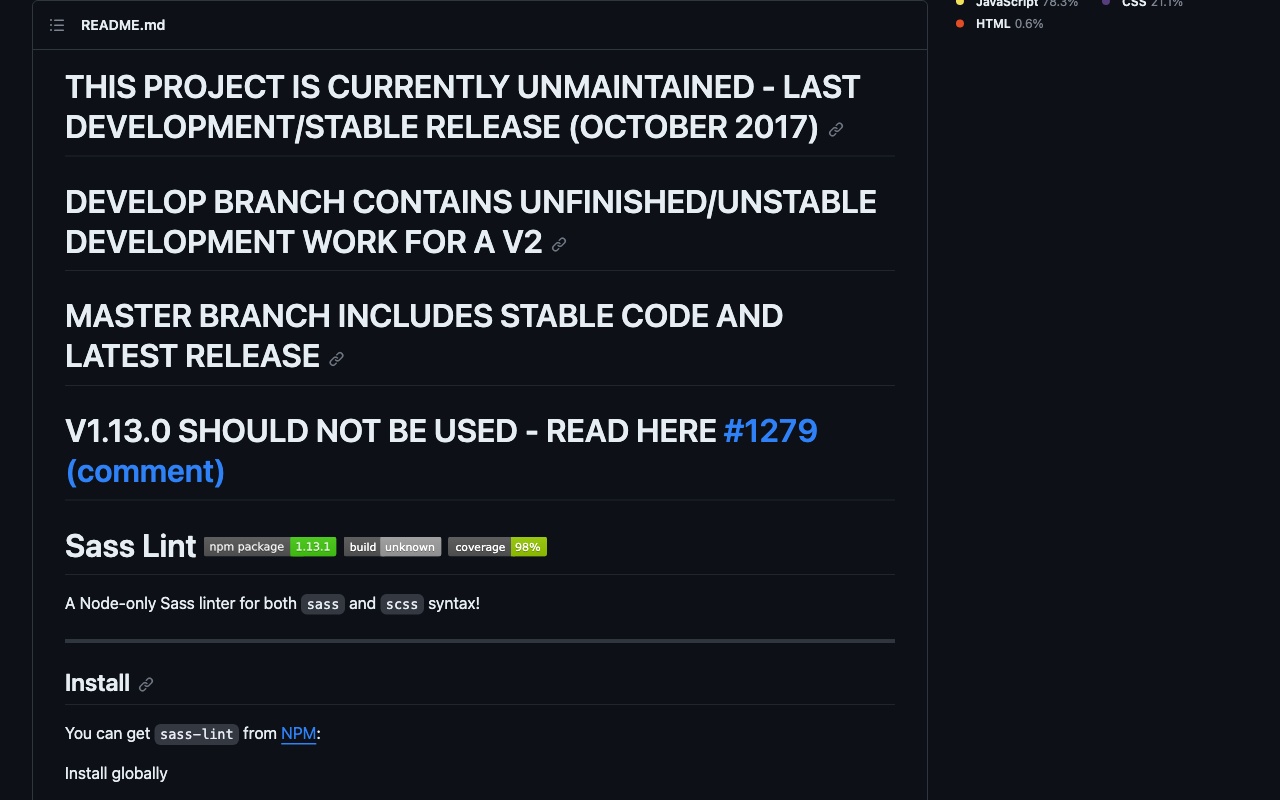 JavaScript 78.3% CSS 21.1%
HTML 0.6%
README.md
THIS PROJECT IS CURRENTLY UNMAINTAINED - LAST
DEVELOPMENT/STABLE RELEASE (OCTOBER 2017)
DEVELOP BRANCH CONTAINS UNFINISHED/UNSTABLE
DEVELOPMENT WORK FOR A V2
MASTER BRANCH INCLUDES STABLE CODE AND
LATEST RELEASE
V1.13.0 SHOULD NOT BE USED - READ HERE #1279
(comment)
Sass Lint npm package 1.13.1 build unknown coverage 98%
A Node-only Sass linter for both sass and scss syntax!
Install
You can get sass-lint from NPM:
Install globally